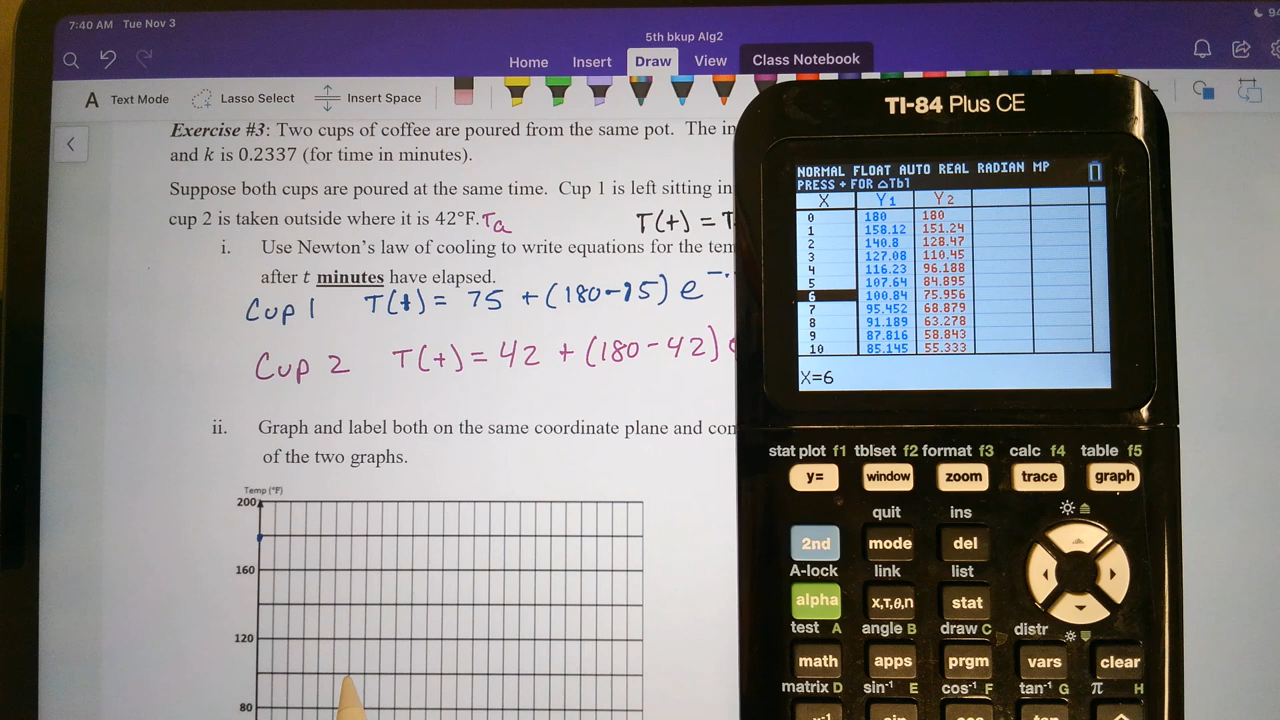 7:40 AM Tue Nov 3
5th bkup Alg2
Home Insert Draw View Class Notebook
A Text Mode Lasso Select Insert Space
Exercise #3: Two cups of coffee are poured from the same pot. The in
and k is 0.2337 (for time in minutes).
Suppose both cups are poured at the same time. Cup 1 is left sitting in
cup 2 is taken outside where it is 42°F. Ta
T(t) = T
i. Use Newton's law of cooling to write equations for the tem
after t minutes have elapsed.
Cup 1 T(t) = 75 + (180-75) e
Cup 2 T(t) = 42 + (180-42)
ii. Graph and label both on the same coordinate plane and com
of the two graphs.
Temp (°F)
200
160
120
80
TI-84 Plus CE
NORMAL FLOAT AUTO REAL RADIAN MP
PRESS + FOR ΔTbl
X Y1 Y2
0 180 180
1 158.12 151.24
2 140.8 128.47
3 127.08 110.45
4 116.23 96.188
5 107.64 84.895
6 100.84 75.956
7 95.452 68.879
8 91.189 63.278
9 87.816 58.843
10 85.145 55.333
X=6
stat plot f1 tblset f2 format f3 calc f4 table f5
y= window zoom trace graph
quit ins
2nd mode del
A-lock link list
alpha x,T,θ,n stat
test A angle B draw C distr
math apps prgm vars clear
matrix D sin⁻¹ E cos⁻¹ F tan⁻¹ G π H
x⁻¹ sin cos tan